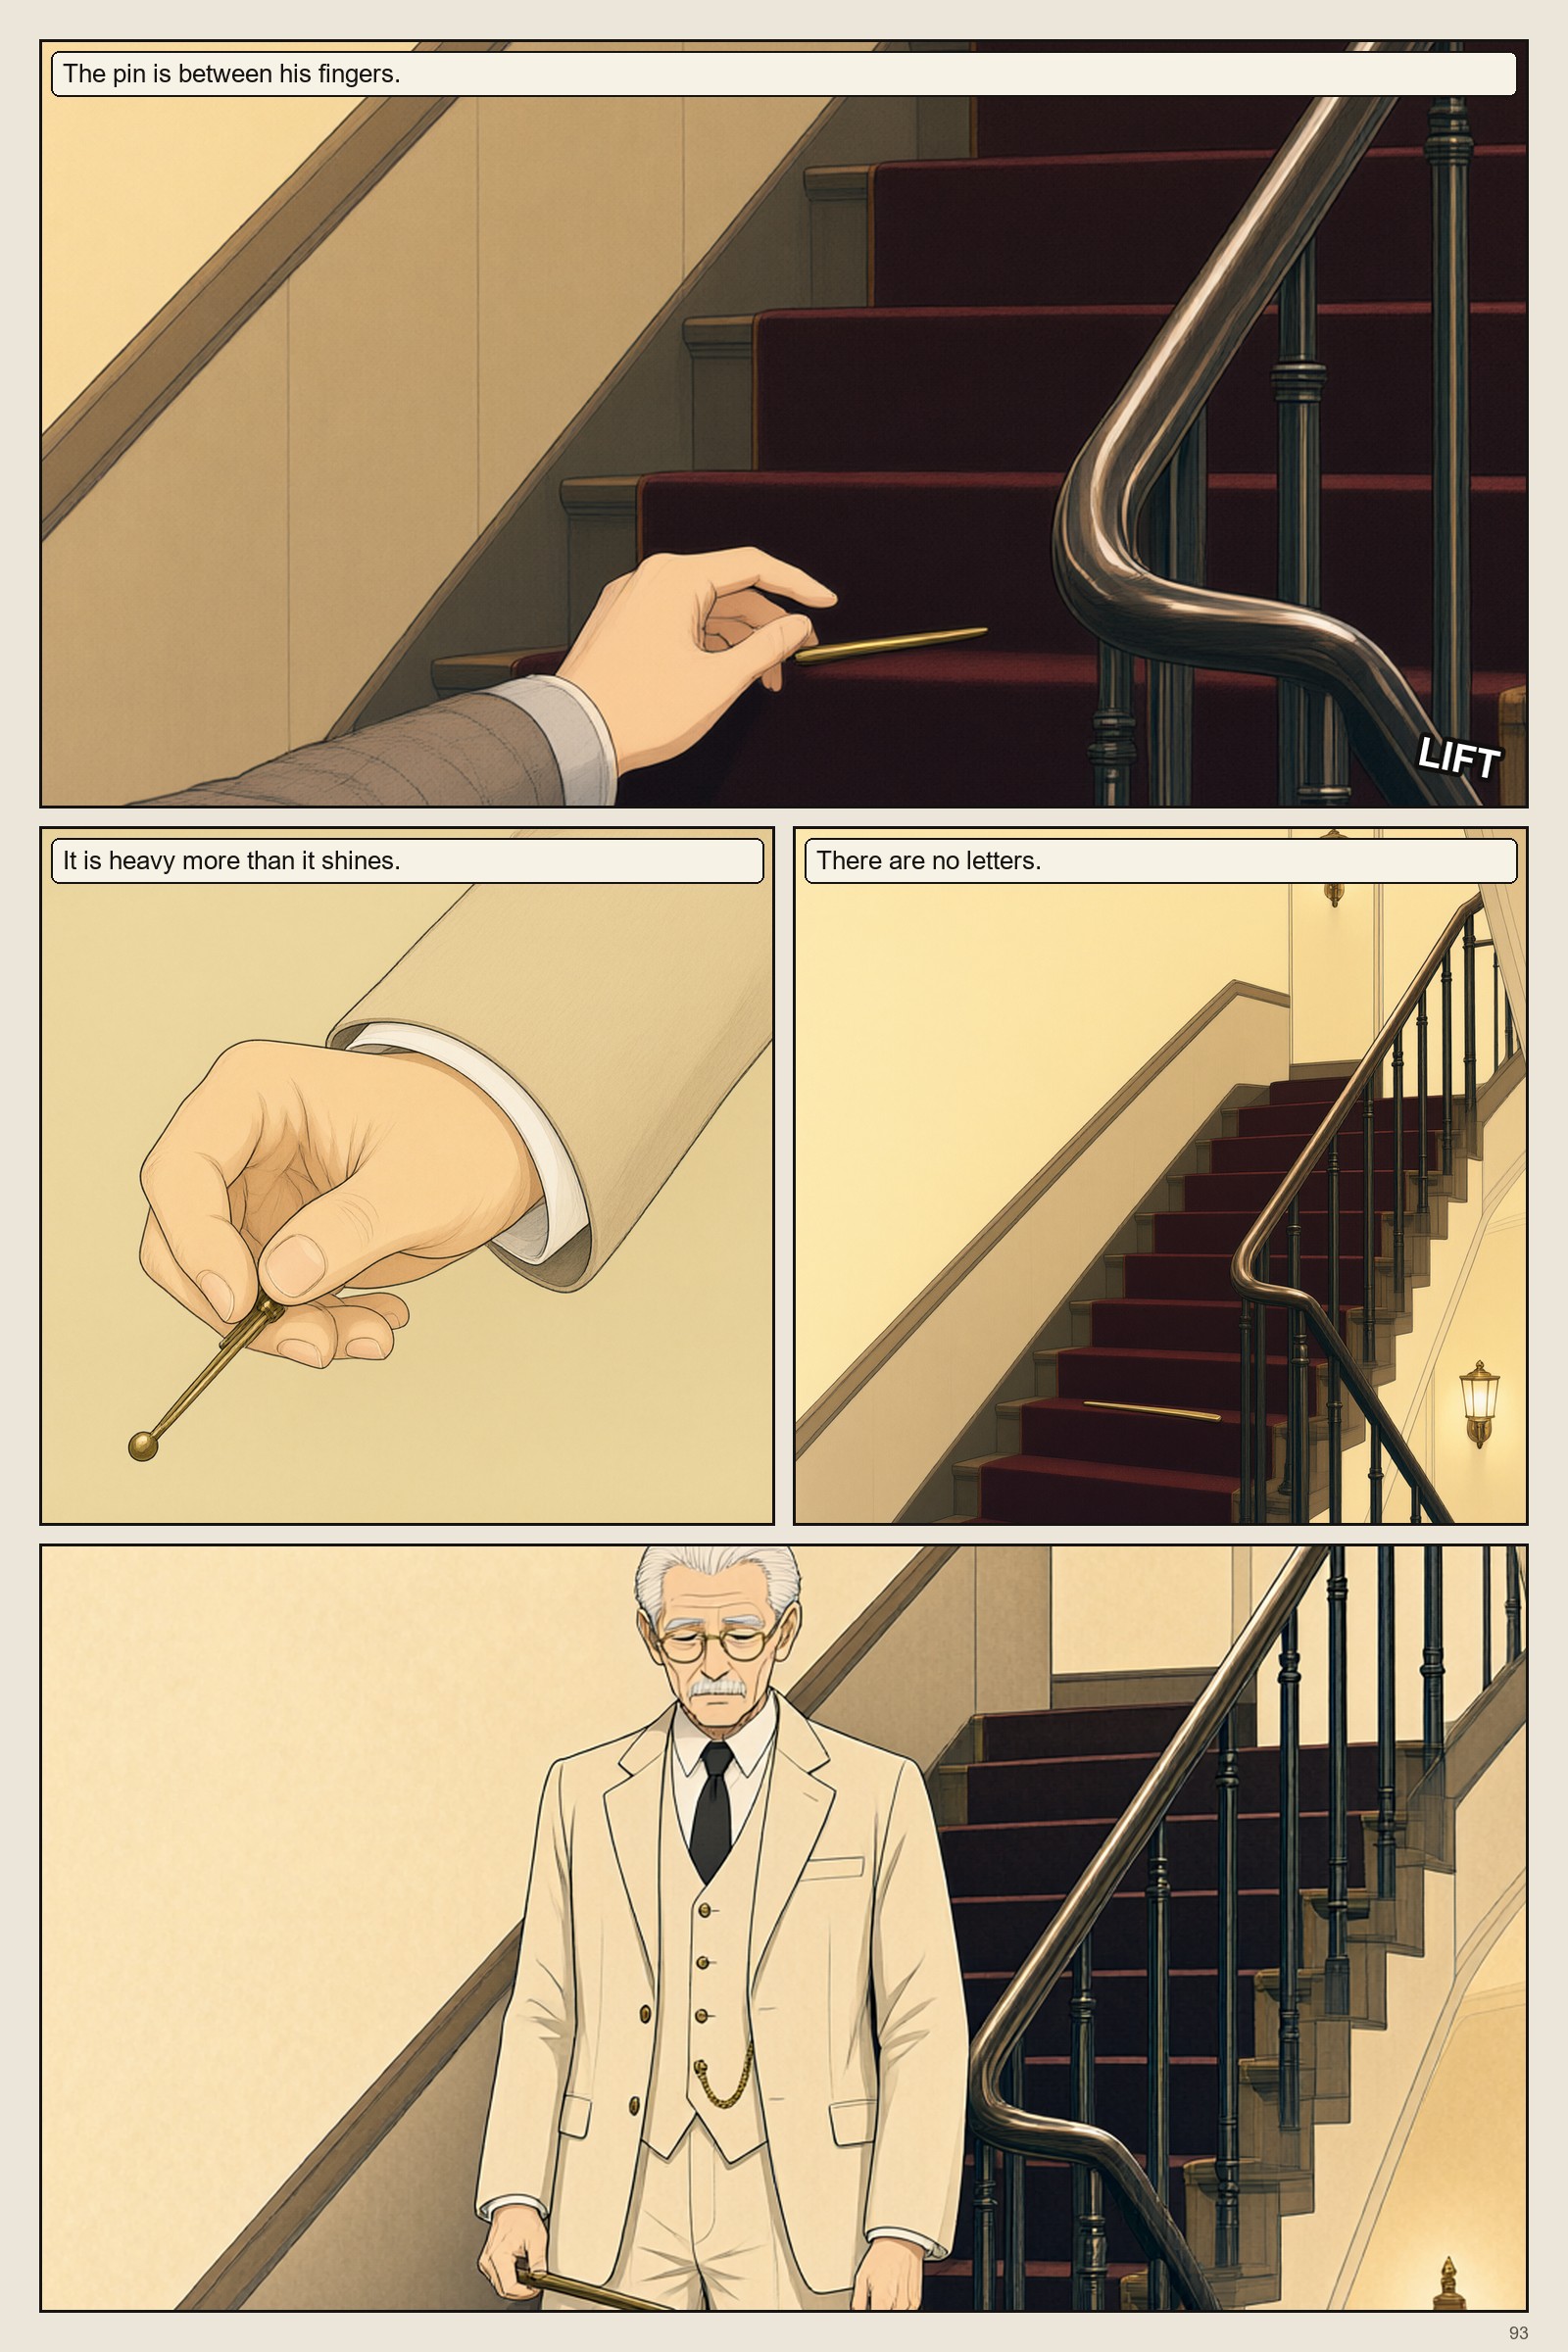 The pin is between his fingers.
LIFT
It is heavy more than it shines.
There are no letters.
93